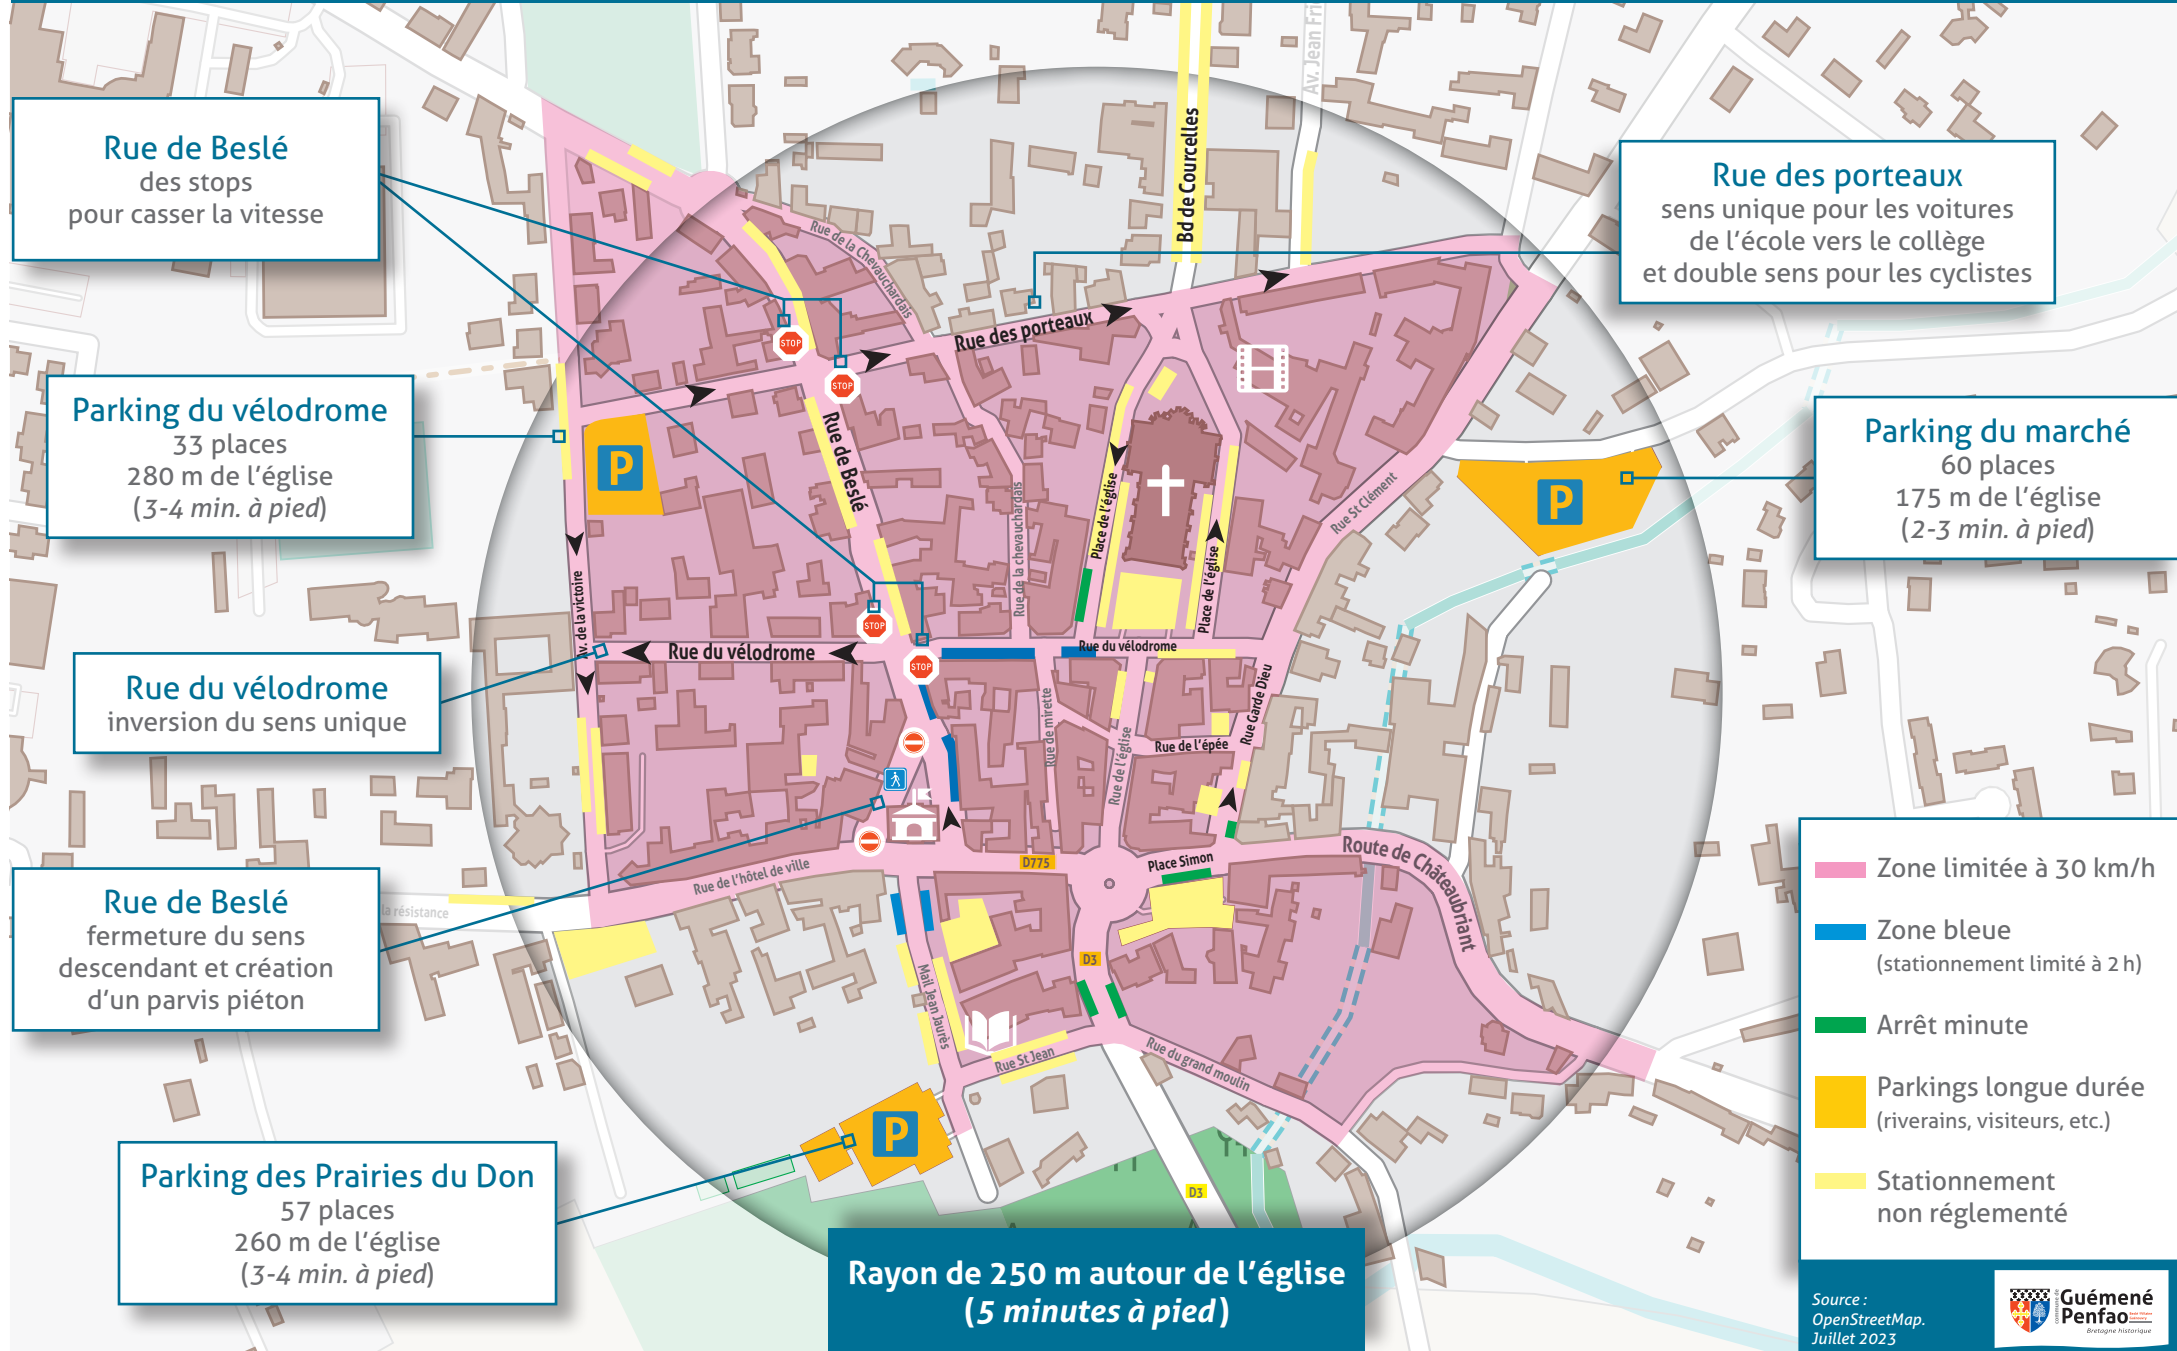 Rue de Beslé
des stops
pour casser la vitesse
Parking du vélodrome
33 places
280 m de l'église
(3-4 min. à pied)
Rue du vélodrome
inversion du sens unique
Rue de Beslé
fermeture du sens
descendant et création
d'un parvis piéton
Parking des Prairies du Don
57 places
260 m de l'église
(3-4 min. à pied)
Rue des porteaux
sens unique pour les voitures
de l'école vers le collège
et double sens pour les cyclistes
Parking du marché
60 places
175 m de l'église
(2-3 min. à pied)
Av. Jean Fri
Bd de Courcelles
Rue de la Chevauchardais
Rue des porteaux
STOP
STOP
Rue de Beslé
P
P
Place de l'église
Rue de la chevauchardais
Place de l'église
Rue St Clément
Av. de la victoire
STOP
STOP
Rue du vélodrome
Rue du vélodrome
Rue de mirette
Rue de l'église
Rue de l'épée
Rue Garde Dieu
D775
Place Simon
Route de Châteaubriant
Rue de l'hôtel de ville
la résistance
D3
Mail Jean Jaurès
Rue St Jean
Rue du grand moulin
P
D3
Rayon de 250 m autour de l'église
(5 minutes à pied)
Zone limitée à 30 km/h
Zone bleue
(stationnement limité à 2 h)
Arrêt minute
Parkings longue durée
(riverains, visiteurs, etc.)
Stationnement
non réglementé
Source :
OpenStreetMap.
Juillet 2023
Guémené
Penfao
Bretagne historique